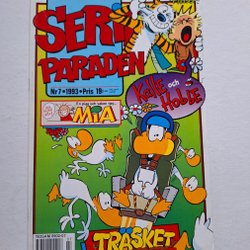 SERIE
PARADEN
Nr 7 • 1993 • Pris 19:-
Kalle och
Hobbe
MIA
TRASKET